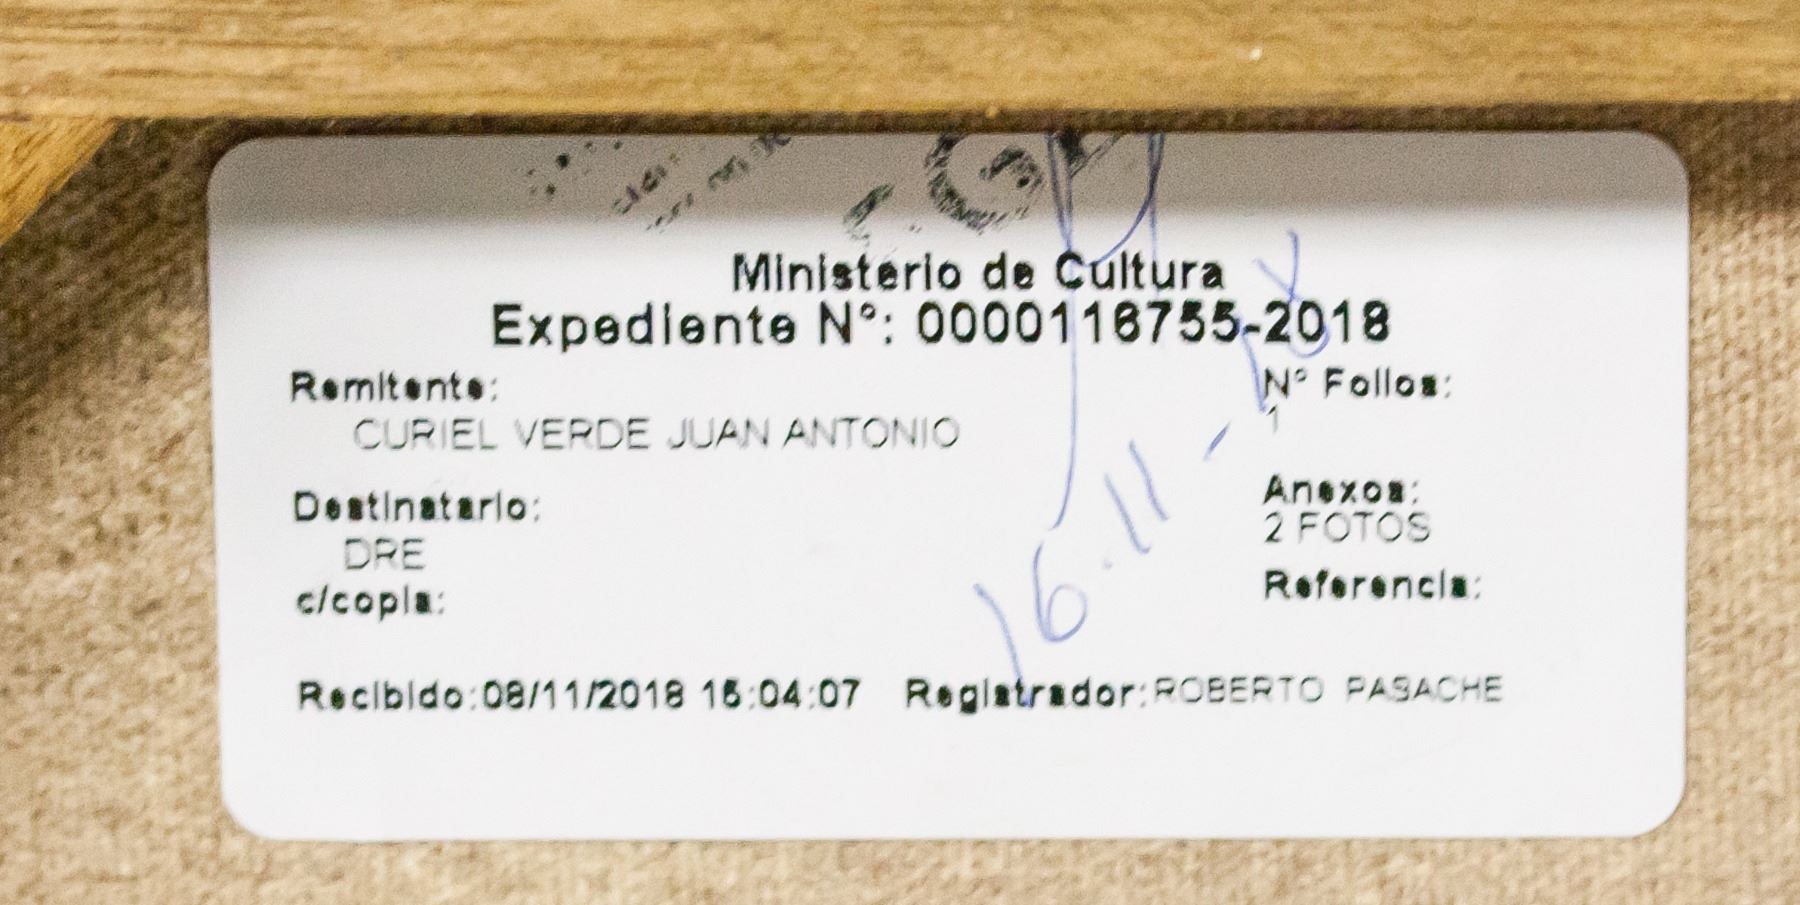 Ministerio de Cultura
Expediente N°: 0000116755-2018
Remitente:
CURIEL VERDE JUAN ANTONIO
N° Folios:
1
Destinatario:
DRE
Anexos:
2 FOTOS
c/copia:
Referencia:
16.11-18
Recibido:08/11/2018 15:04:07 Registrador:ROBERTO PASACHE